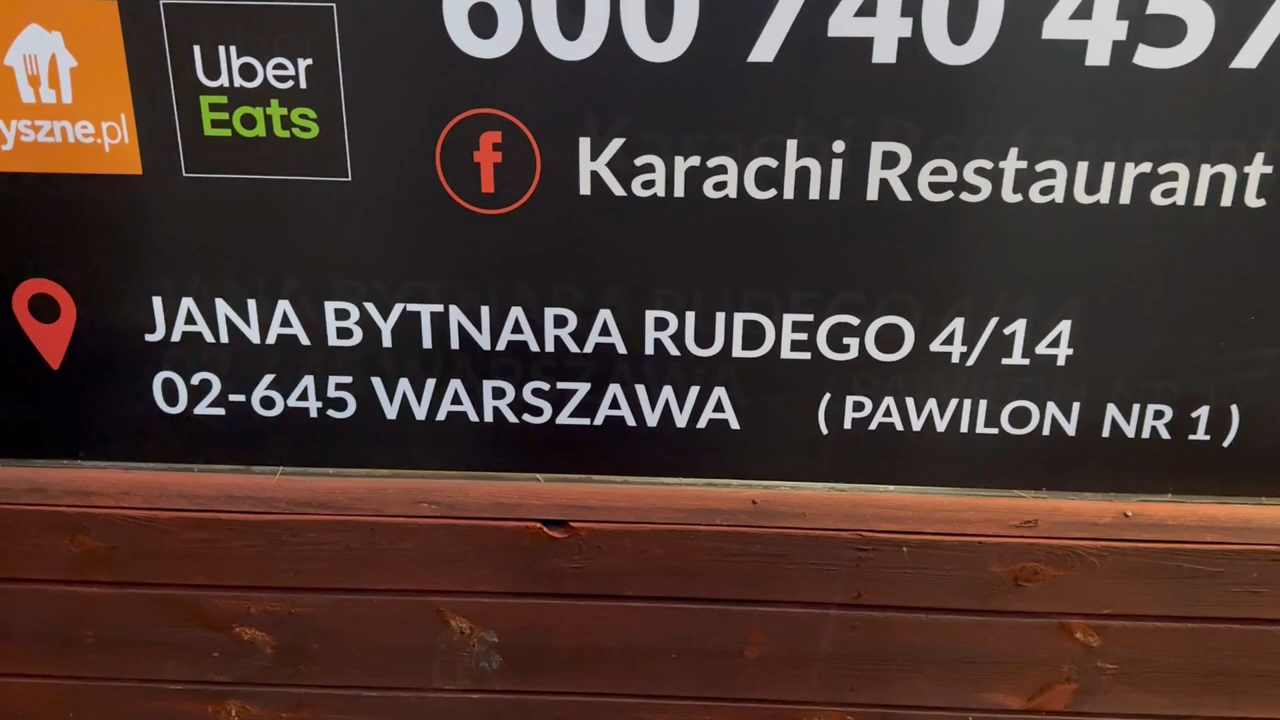 600 740 457
Uber
Eats
yszne.pl
Karachi Restaurant
JANA BYTNARA RUDEGO 4/14
02-645 WARSZAWA (PAWILON NR 1)